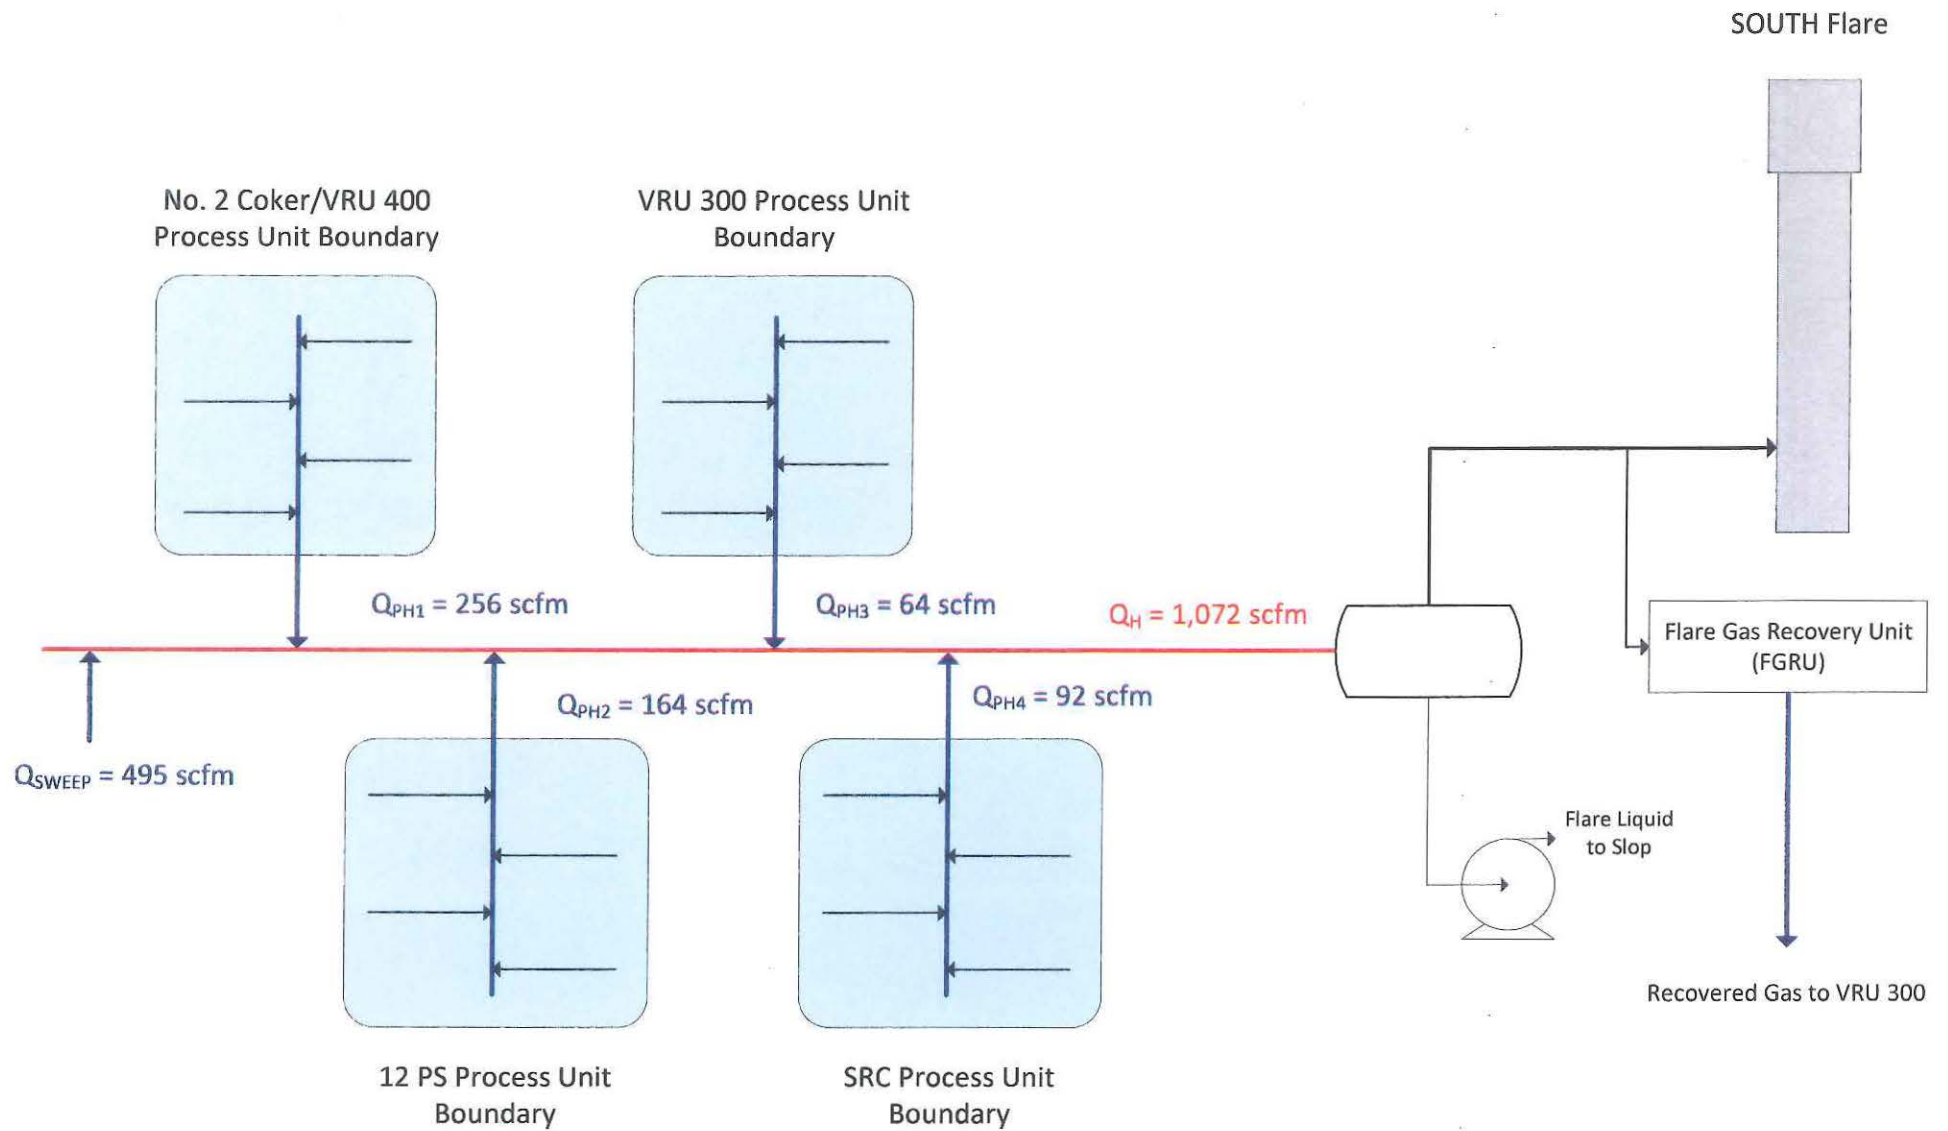 SOUTH Flare
No. 2 Coker/VRU 400
Process Unit Boundary
VRU 300 Process Unit
Boundary
QPH1 = 256 scfm
QPH3 = 64 scfm
QH = 1,072 scfm
Flare Gas Recovery Unit
(FGRU)
QPH2 = 164 scfm
QPH4 = 92 scfm
QSWEEP = 495 scfm
Flare Liquid
to Slop
Recovered Gas to VRU 300
12 PS Process Unit
Boundary
SRC Process Unit
Boundary